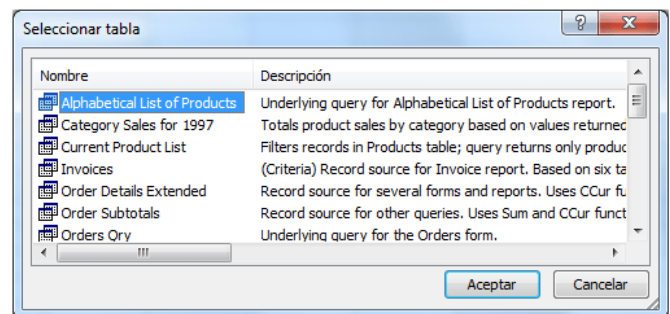 Seleccionar tabla
Nombre Descripción
Alphabetical List of Products Underlying query for Alphabetical List of Products report.
Category Sales for 1997 Totals product sales by category based on values returned
Current Product List Filters records in Products table; query returns only produc
Invoices (Criteria) Record source for Invoice report. Based on six ta
Order Details Extended Record source for several forms and reports. Uses CCur fu
Order Subtotals Record source for other queries. Uses Sum and CCur funct
Orders Qry Underlying query for the Orders form.
Aceptar Cancelar